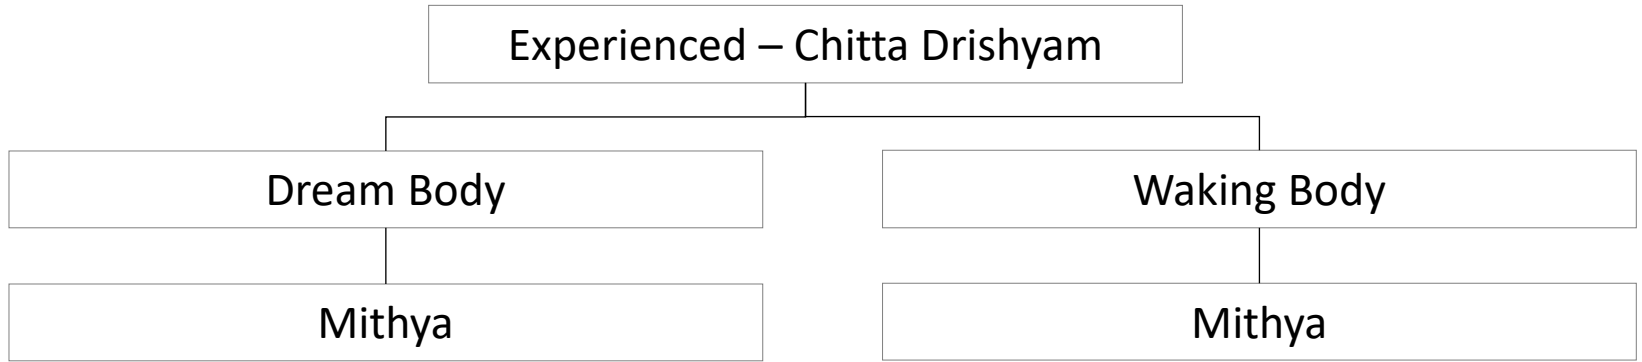 Experienced – Chitta Drishyam
Dream Body
Waking Body
Mithya
Mithya